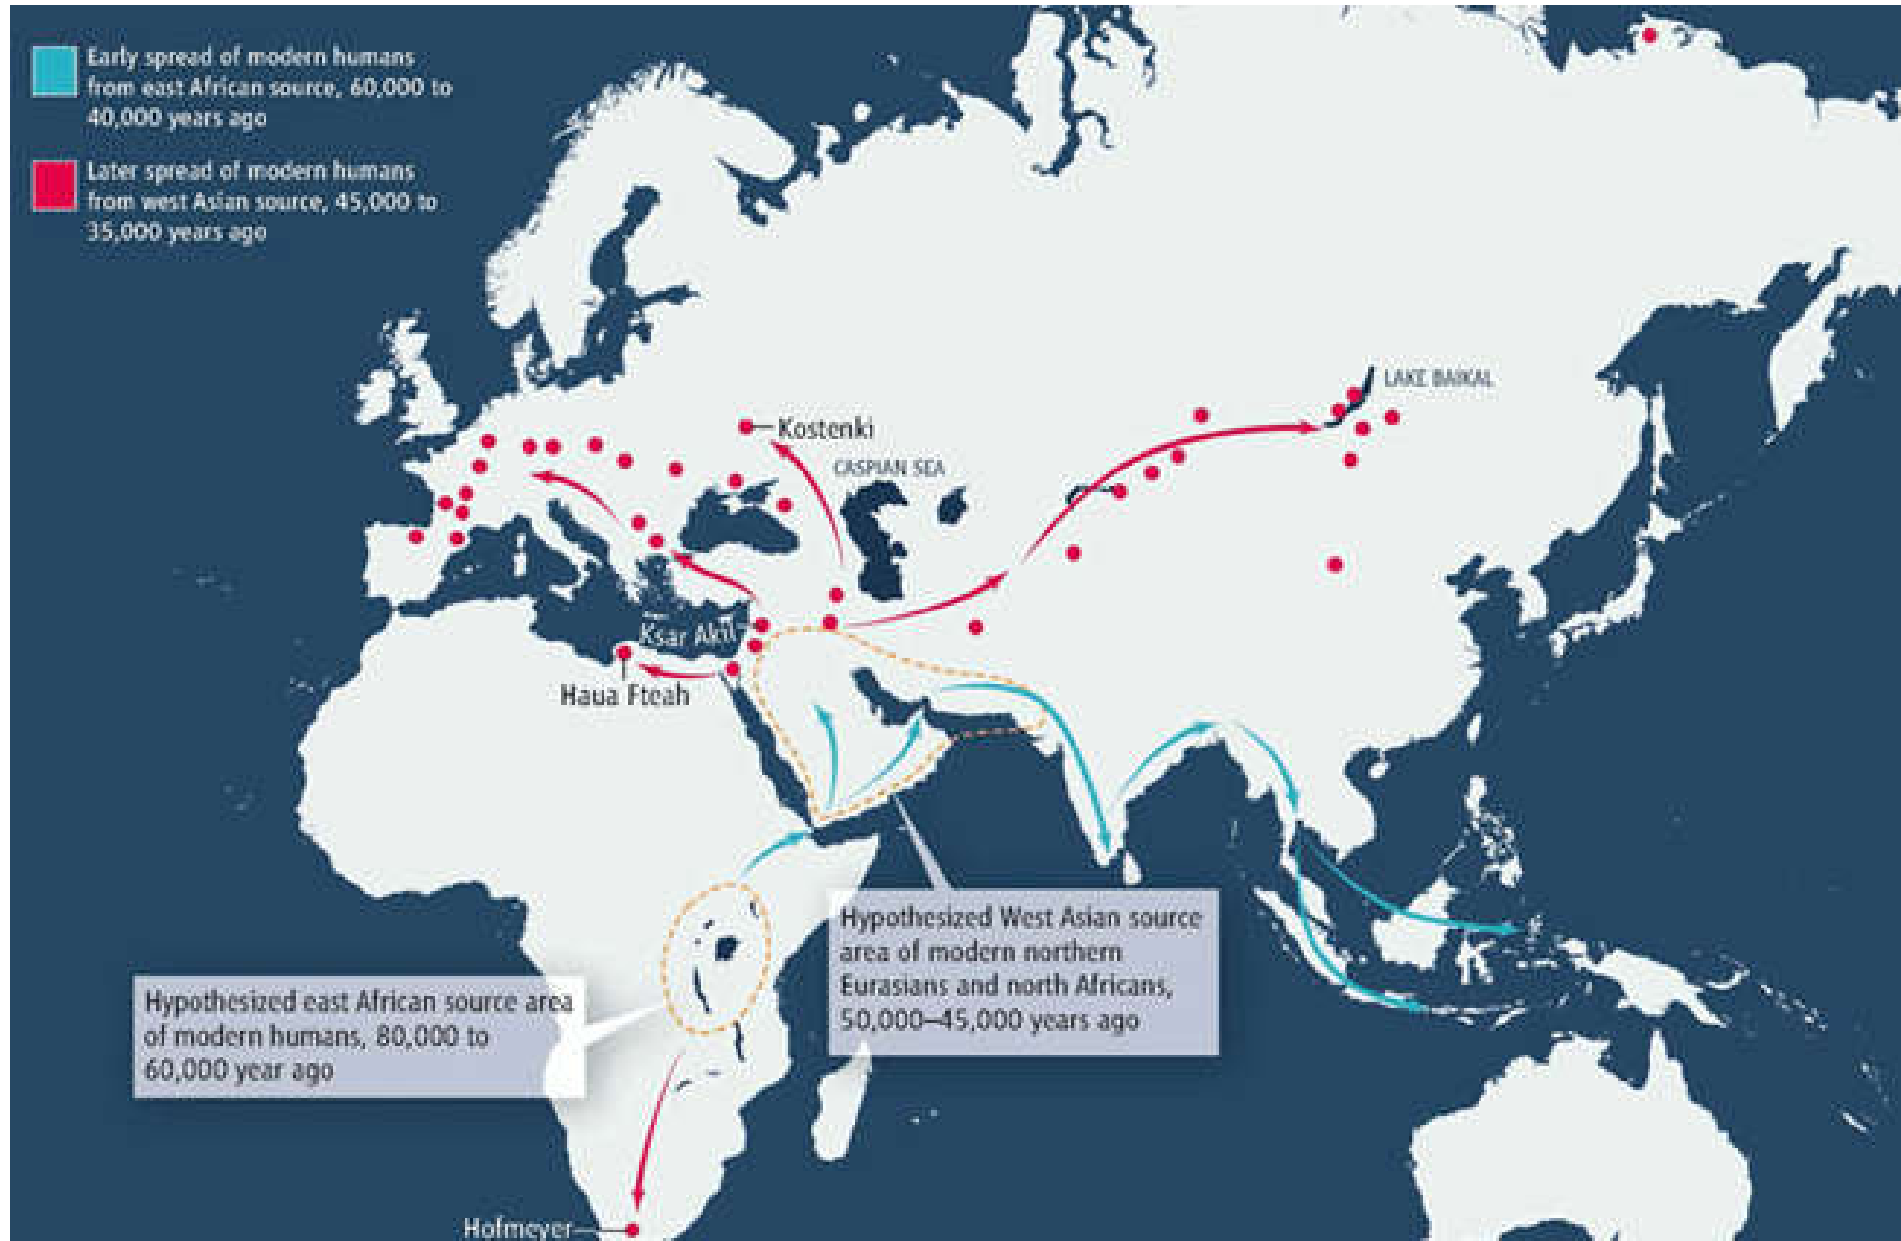 Early spread of modern humans
from east African source, 60,000 to
40,000 years ago
Later spread of modern humans
from west Asian source, 45,000 to
35,000 years ago
LAKE BAIKAL
Kostenki
CASPIAN SEA
Ksar Akil
Haua Fteah
Hypothesized West Asian source
area of modern northern
Eurasians and north Africans,
50,000–45,000 years ago
Hypothesized east African source area
of modern humans, 80,000 to
60,000 year ago
Hofmeyer